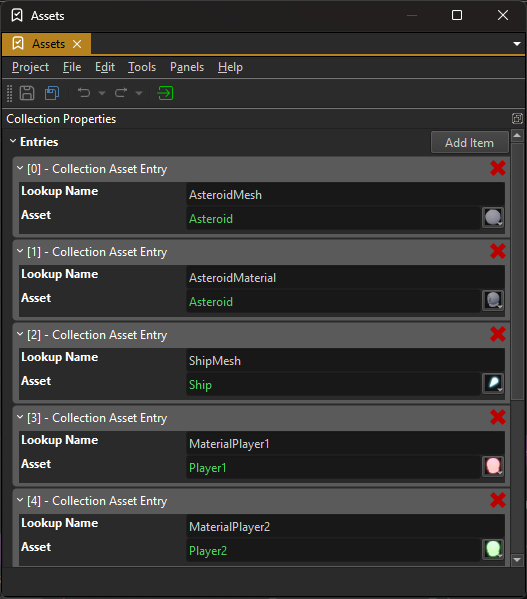 Assets
Assets
Project File Edit Tools Panels Help
Collection Properties
Entries Add Item
[0] - Collection Asset Entry
Lookup Name AsteroidMesh
Asset Asteroid
[1] - Collection Asset Entry
Lookup Name AsteroidMaterial
Asset Asteroid
[2] - Collection Asset Entry
Lookup Name ShipMesh
Asset Ship
[3] - Collection Asset Entry
Lookup Name MaterialPlayer1
Asset Player1
[4] - Collection Asset Entry
Lookup Name MaterialPlayer2
Asset Player2